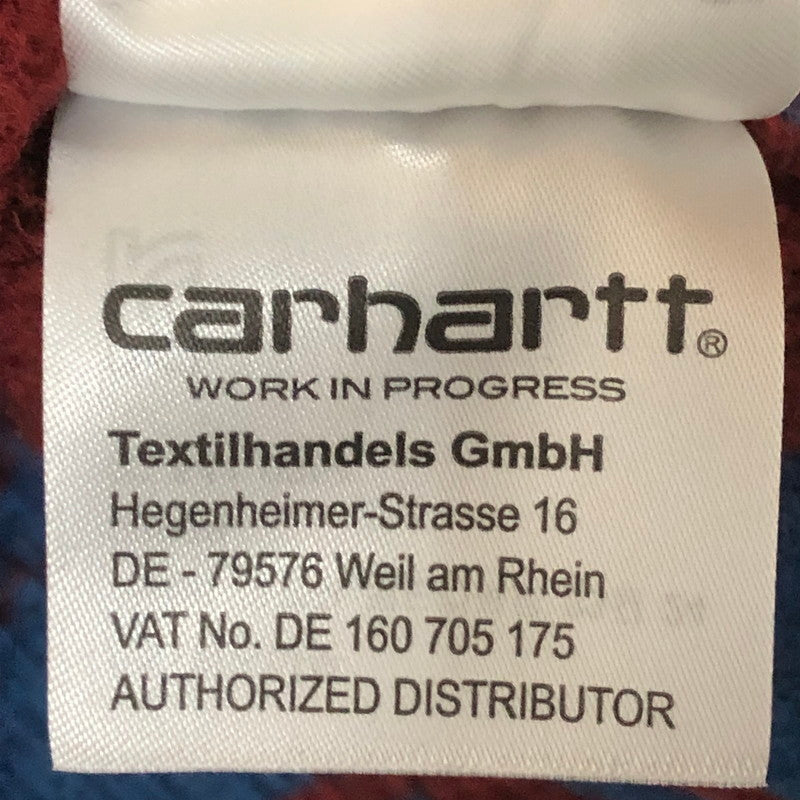 carhartt®
WORK IN PROGRESS
Textilhandels GmbH
Hegenheimer-Strasse 16
DE - 79576 Weil am Rhein
VAT No. DE 160 705 175
AUTHORIZED DISTRIBUTOR